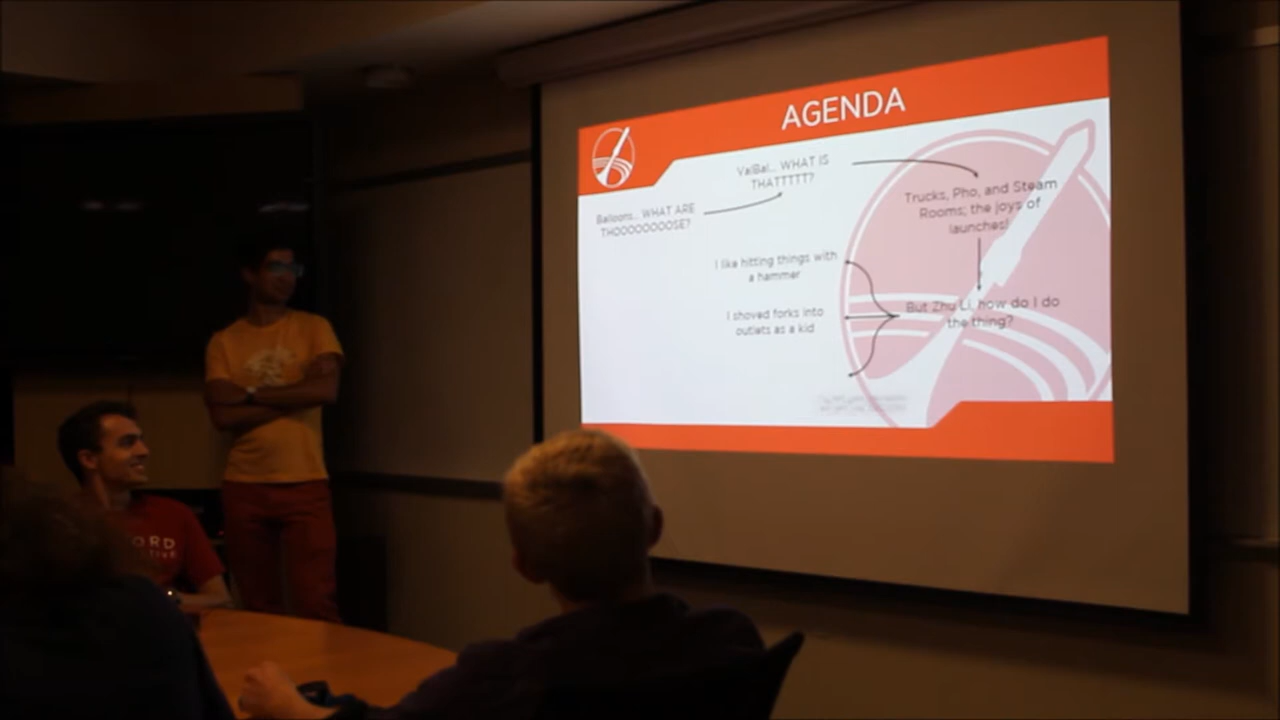 AGENDA
ValBal... WHAT IS
THATTTTT?
Balloons... WHAT ARE
THOOOOOOOOSE?
Trucks, Pho, and Steam
Rooms; the joys of
launches!
I like hitting things with
a hammer
But Zhu Li, how do I do
the thing?
I shoved forks into
outlets as a kid
ORD